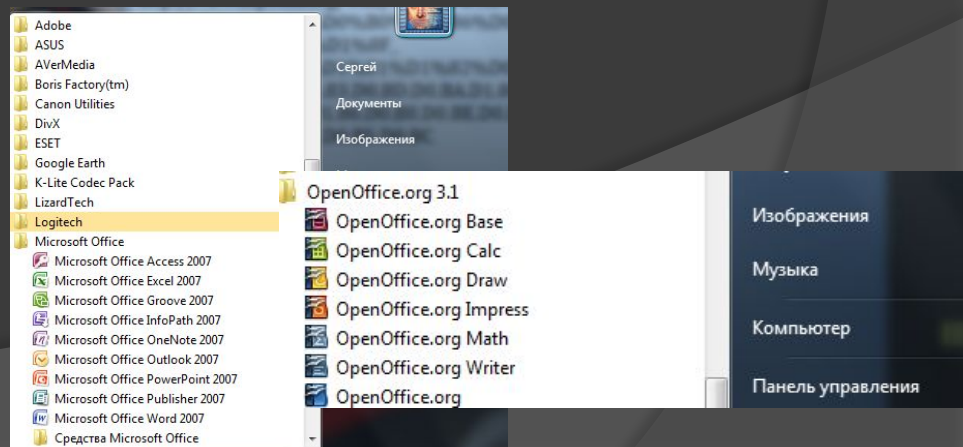 Adobe
ASUS
AVerMedia
Boris Factory(tm)
Canon Utilities
DivX
ESET
Google Earth
K-Lite Codec Pack
LizardTech
Logitech
Microsoft Office
Microsoft Office Access 2007
Microsoft Office Excel 2007
Microsoft Office Groove 2007
Microsoft Office InfoPath 2007
Microsoft Office OneNote 2007
Microsoft Office Outlook 2007
Microsoft Office PowerPoint 2007
Microsoft Office Publisher 2007
Microsoft Office Word 2007
Средства Microsoft Office
Сергей
Документы
Изображения
OpenOffice.org 3.1
OpenOffice.org Base
OpenOffice.org Calc
OpenOffice.org Draw
OpenOffice.org Impress
OpenOffice.org Math
OpenOffice.org Writer
OpenOffice.org
Изображения
Музыка
Компьютер
Панель управления